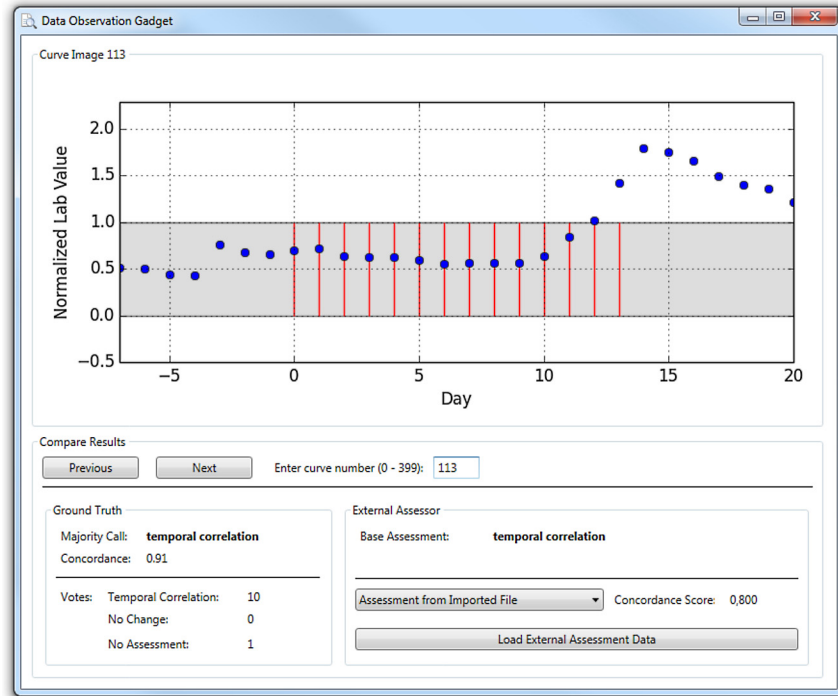 Data Observation Gadget
Curve Image 113
2.0
1.5
1.0
0.5
0.0
−0.5
Normalized Lab Value
−5 0 5 10 15 20
Day
Compare Results
Previous Next Enter curve number (0 - 399): 113
Ground Truth
Majority Call: temporal correlation
Concordance: 0.91
Votes: Temporal Correlation: 10
No Change: 0
No Assessment: 1
External Assessor
Base Assessment: temporal correlation
Assessment from Imported File Concordance Score: 0,800
Load External Assessment Data